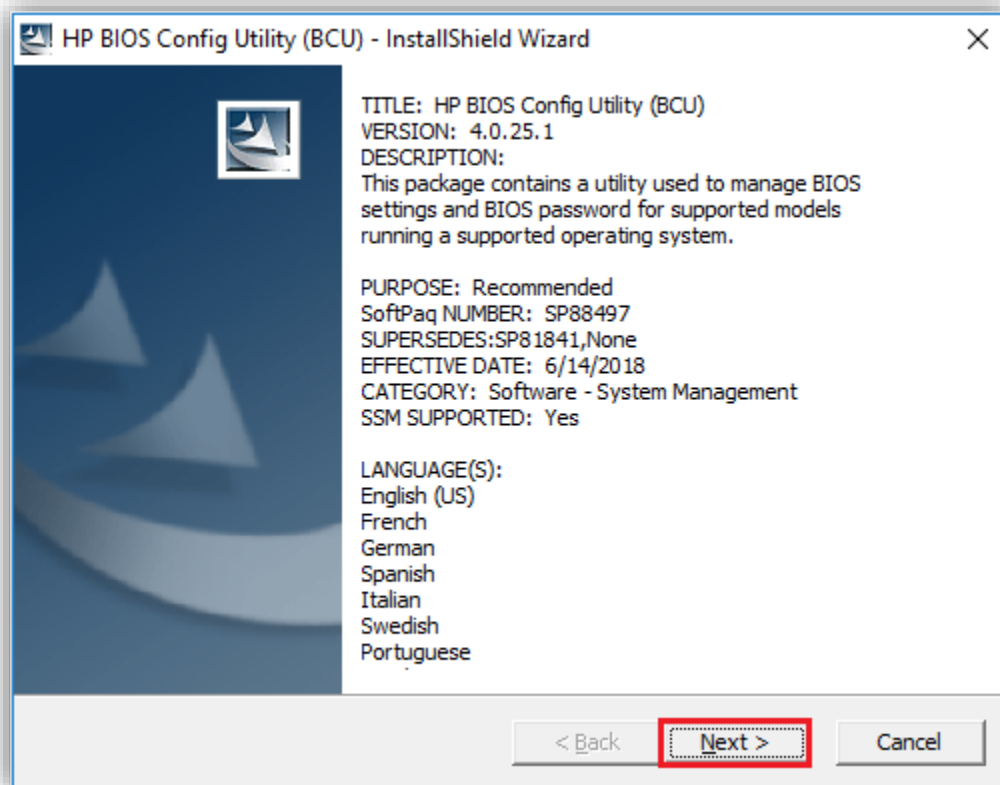 HP BIOS Config Utility (BCU) - InstallShield Wizard
TITLE:  HP BIOS Config Utility (BCU)
VERSION:  4.0.25.1
DESCRIPTION:
This package contains a utility used to manage BIOS
settings and BIOS password for supported models
running a supported operating system.
PURPOSE:  Recommended
SoftPaq NUMBER:  SP88497
SUPERSEDES:SP81841,None
EFFECTIVE DATE:  6/14/2018
CATEGORY:  Software - System Management
SSM SUPPORTED:  Yes
LANGUAGE(S):
English (US)
French
German
Spanish
Italian
Swedish
Portuguese
< Back
Next >
Cancel